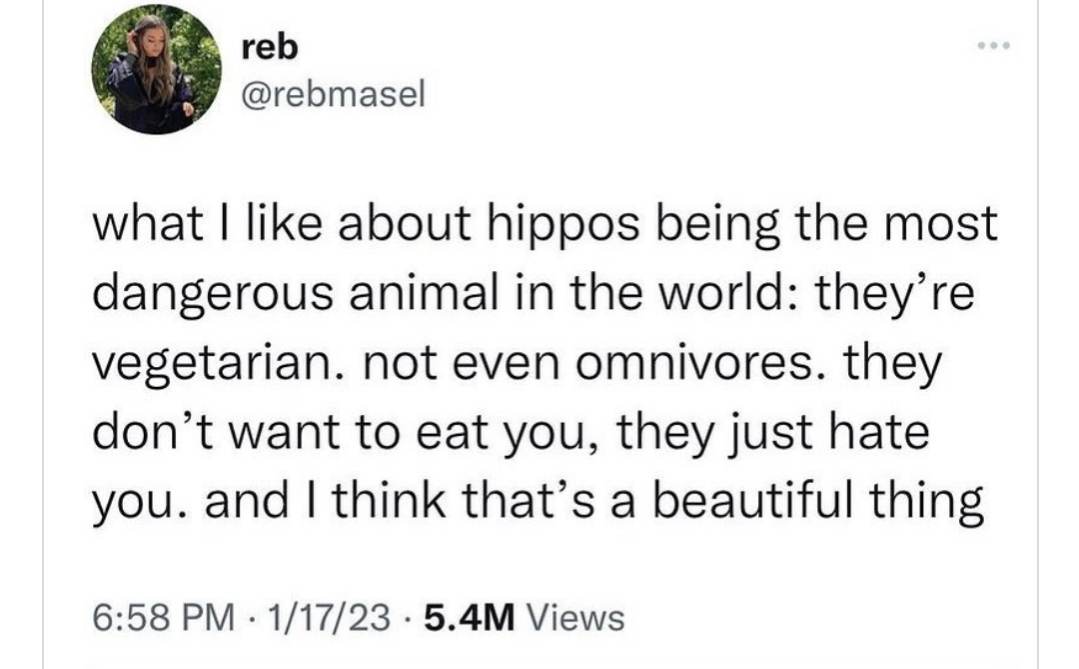 reb
@rebmasel
what I like about hippos being the most
dangerous animal in the world: they’re
vegetarian. not even omnivores. they
don’t want to eat you, they just hate
you. and I think that’s a beautiful thing
6:58 PM · 1/17/23 · 5.4M Views